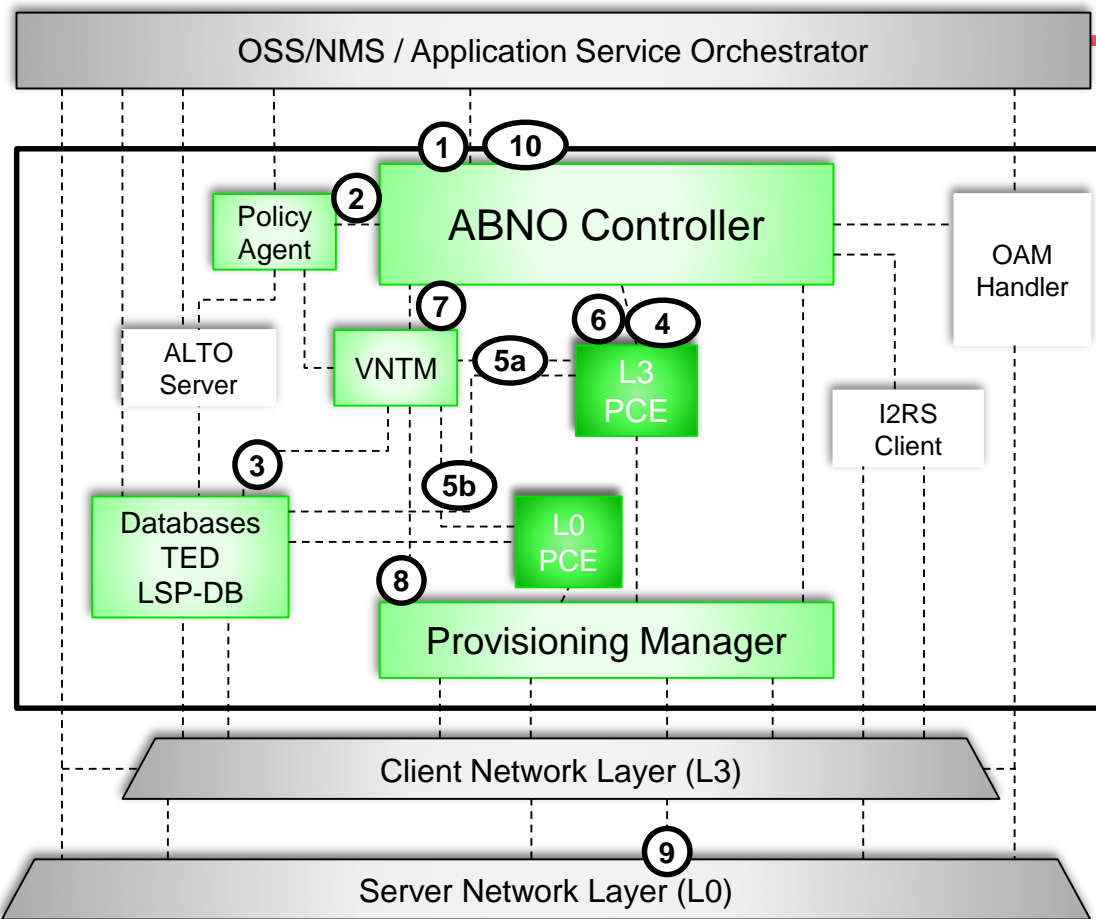 OSS/NMS / Application Service Orchestrator
1
10
2
Policy
Agent
ABNO Controller
OAM
Handler
7
6
4
ALTO
Server
VNTM
5a
L3
PCE
I2RS
Client
3
5b
Databases
TED
LSP-DB
L0
PCE
8
Provisioning Manager
Client Network Layer (L3)
9
Server Network Layer (L0)